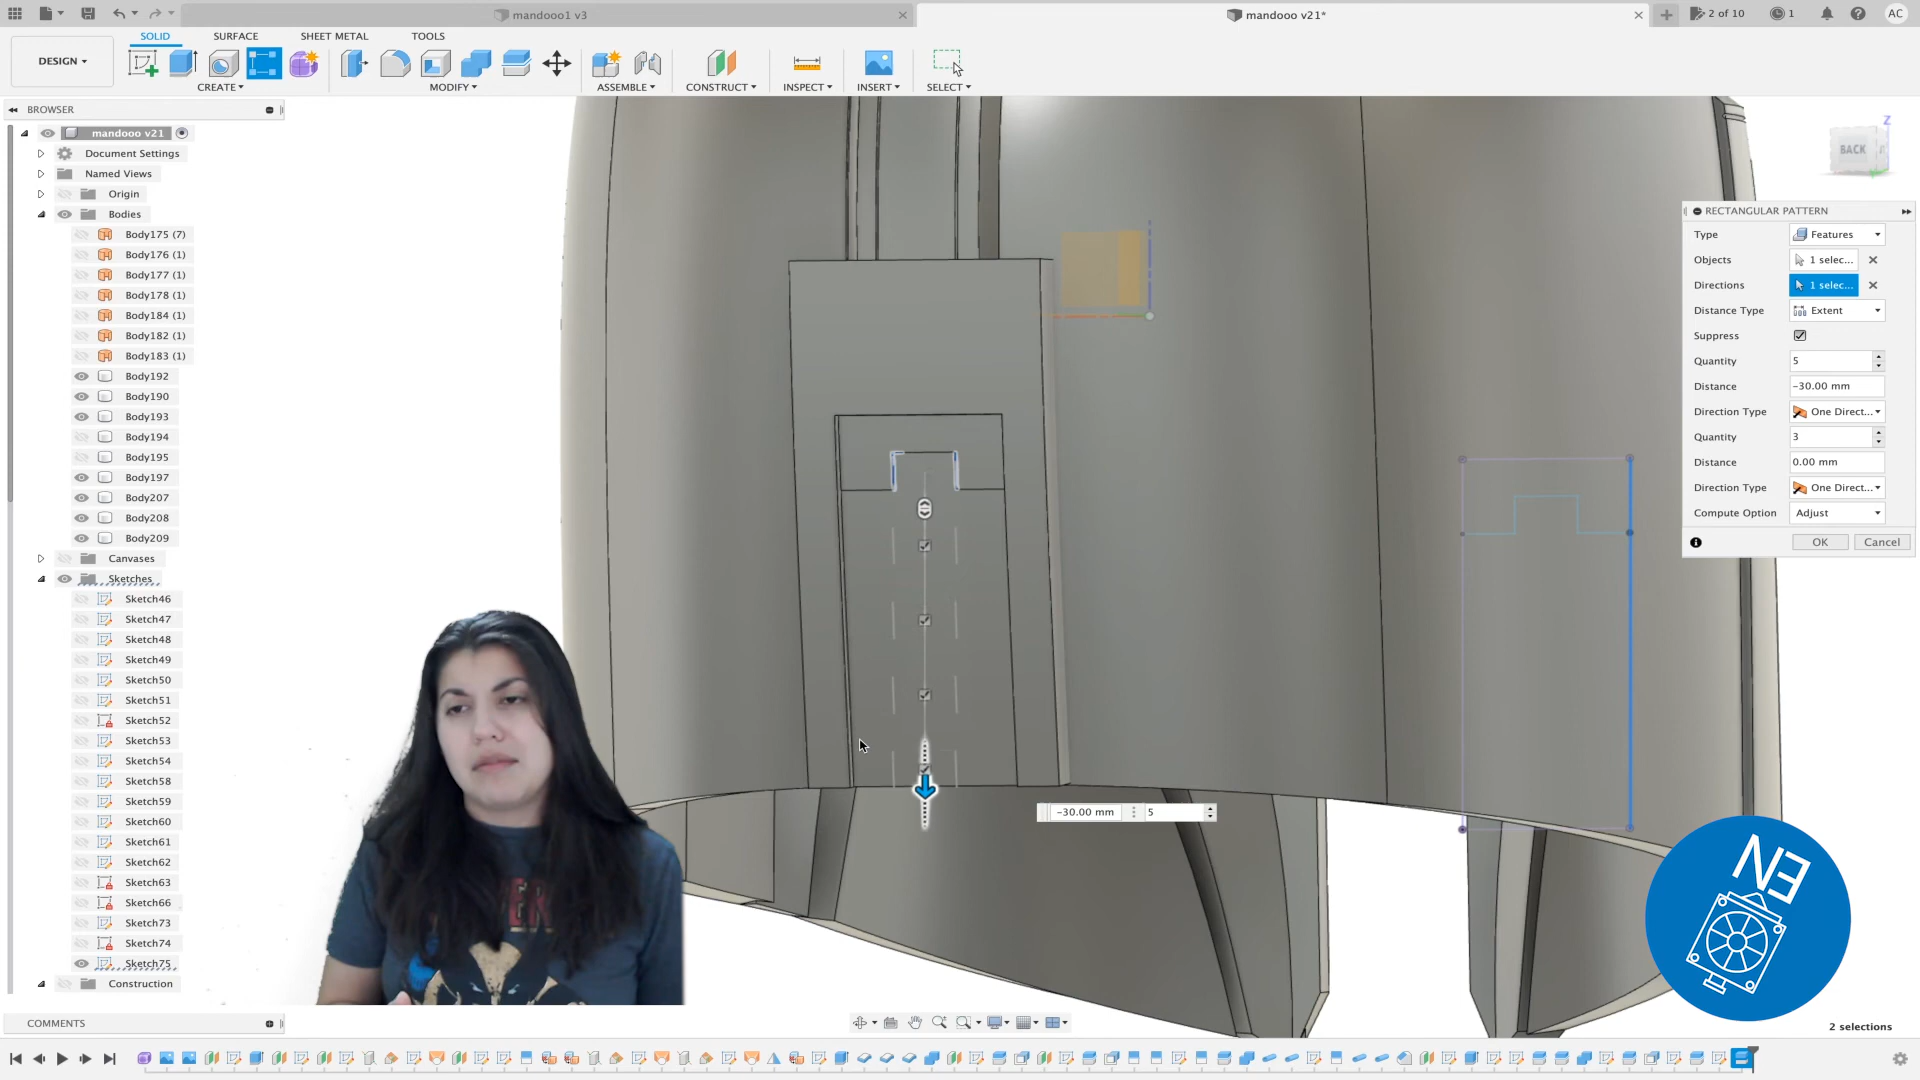 mandooo1 v3
mandooo v21*
2 of 10
1
AC
DESIGN
SOLID
SURFACE
SHEET METAL
TOOLS
CREATE
MODIFY
ASSEMBLE
CONSTRUCT
INSPECT
INSERT
SELECT
BROWSER
mandooo v21
Document Settings
Named Views
Origin
Bodies
Body175 (7)
Body176 (1)
Body177 (1)
Body178 (1)
Body184 (1)
Body182 (1)
Body183 (1)
Body192
Body190
Body193
Body194
Body195
Body197
Body207
Body208
Body209
Canvases
Sketches
Sketch46
Sketch47
Sketch48
Sketch49
Sketch50
Sketch51
Sketch52
Sketch53
Sketch54
Sketch58
Sketch59
Sketch60
Sketch61
Sketch62
Sketch63
Sketch66
Sketch73
Sketch74
Sketch75
Construction
COMMENTS
Z
BACK
RECTANGULAR PATTERN
Type Features
Objects 1 selec...
Directions 1 selec...
Distance Type Extent
Suppress
Quantity 5
Distance -30.00 mm
Direction Type One Direct...
Quantity 3
Distance 0.00 mm
Direction Type One Direct...
Compute Option Adjust
OK Cancel
-30.00 mm 5
2 selections